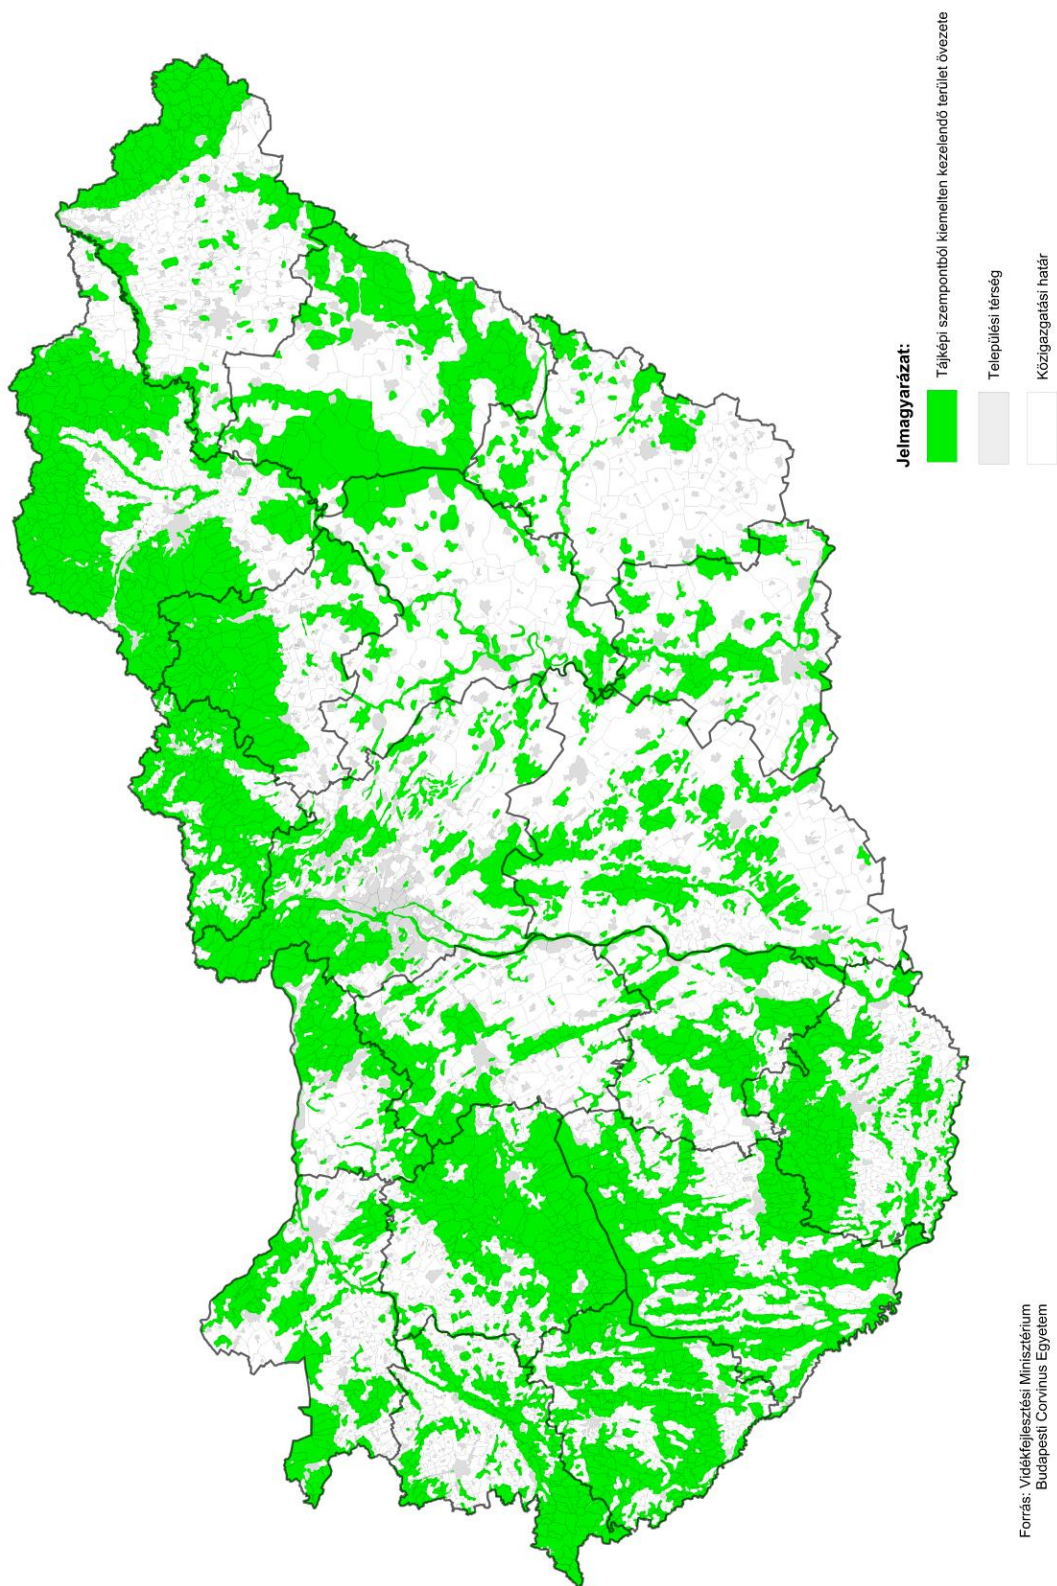 Jelmagyarázat:
Tájképi szempontból kiemelten kezelendő terület övezete
Települési térség
Közigazgatási határ
Forrás: Vidékfejlesztési Minisztérium
Budapesti Corvinus Egyetem